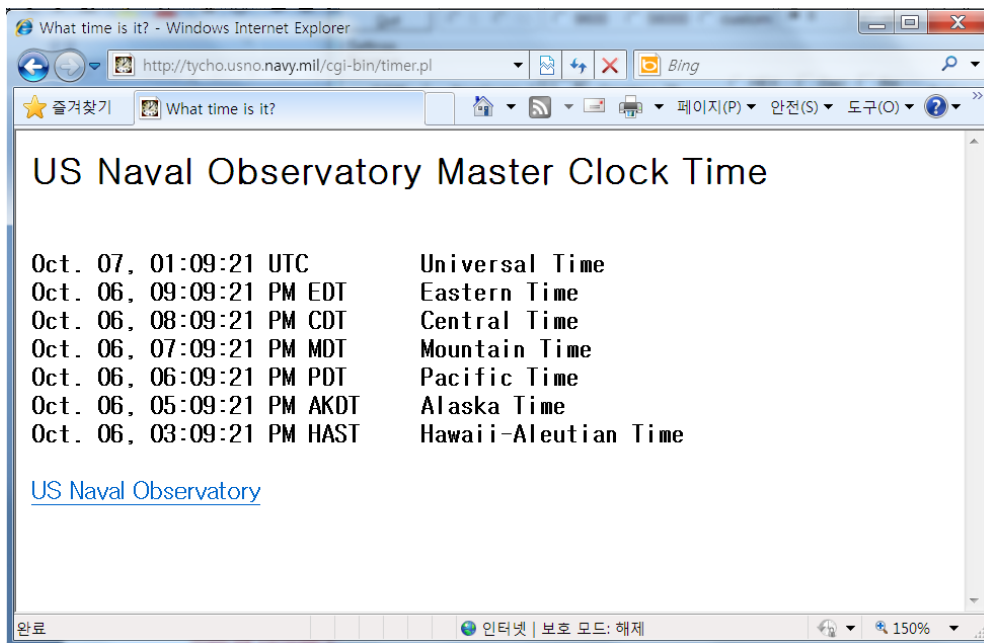 What time is it? - Windows Internet Explorer
http://tycho.usno.navy.mil/cgi-bin/timer.pl
Bing
즐겨찾기
What time is it?
페이지(P)
안전(S)
도구(O)
US Naval Observatory Master Clock Time
Oct. 07, 01:09:21 UTC Universal Time
Oct. 06, 09:09:21 PM EDT Eastern Time
Oct. 06, 08:09:21 PM CDT Central Time
Oct. 06, 07:09:21 PM MDT Mountain Time
Oct. 06, 06:09:21 PM PDT Pacific Time
Oct. 06, 05:09:21 PM AKDT Alaska Time
Oct. 06, 03:09:21 PM HAST Hawaii-Aleutian Time
US Naval Observatory
완료
인터넷 | 보호 모드: 해제
150%